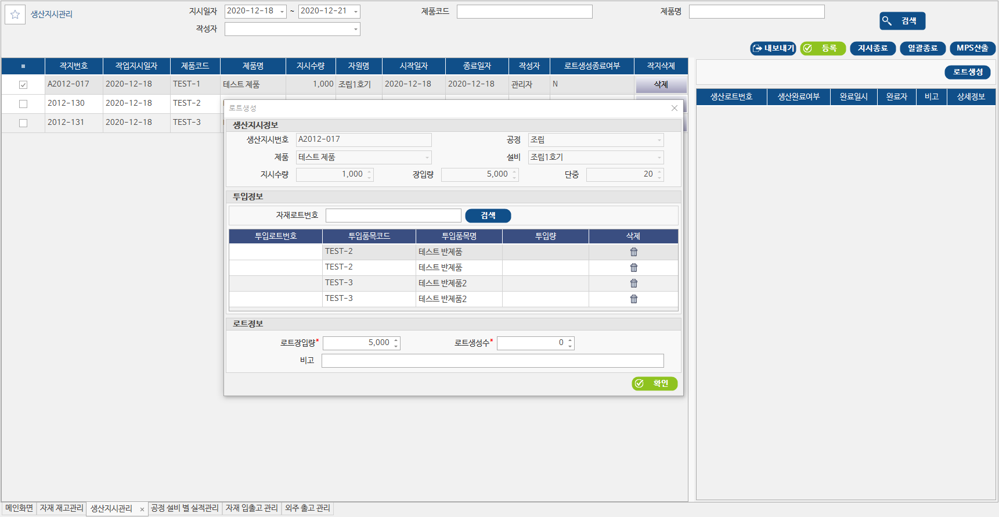 생산지시관리
지시일자 2020-12-18 ~ 2020-12-21 제품코드 제품명
작성자
검색
내보내기 등록 지시종료 일괄종료 MPS산출
작지번호 작업지시일자 제품코드 제품명 지시수량 자원명 시작일자 종료일자 작성자 로트생성종료여부 작지삭제
A2012-017 2020-12-18 TEST-1 테스트 제품 1,000 조립1호기 2020-12-18 2020-12-18 관리자 N 삭제
2012-130 2020-12-18 TEST-2
2012-131 2020-12-18 TEST-3
로트생성
생산로트번호 생산완료여부 완료일시 완료자 비고 상세정보
로트생성
생산지시정보
생산지시번호 A2012-017 공정 조립
제품 테스트 제품 설비 조립1호기
지시수량 1,000 장입량 5,000 단중 20
투입정보
자재로트번호 검색
투입로트번호 투입품목코드 투입품목명 투입량 삭제
TEST-2 테스트 반제품
TEST-2 테스트 반제품
TEST-3 테스트 반제품2
TEST-3 테스트 반제품2
로트정보
로트장입량* 5,000 로트생성수* 0
비고
확인
메인화면 자재 재고관리 생산지시관리 × 공정 설비 별 실적관리 자재 입출고 관리 외주 출고 관리